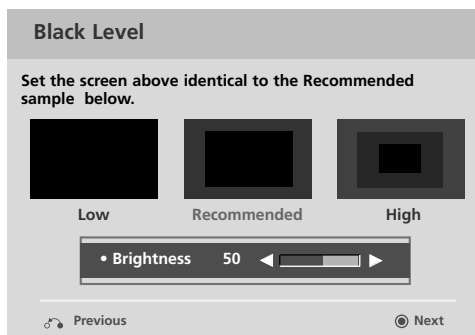 Black Level
Set the screen above identical to the Recommended
sample below.
Low Recommended High
• Brightness 50
Previous Next